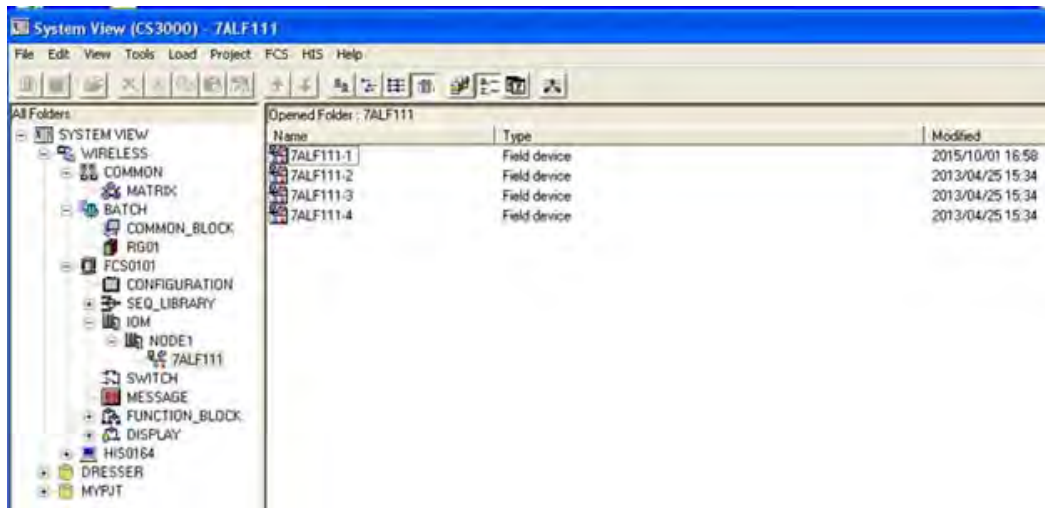 System View (CS3000) - 7ALF111
File Edit View Tools Load Project FCS HIS Help
All Folders
SYSTEM VIEW
WIRELESS
COMMON
MATRIX
BATCH
COMMON_BLOCK
RG01
FCS0101
CONFIGURATION
SEQ_LIBRARY
IOM
NODE1
7ALF111
SWITCH
MESSAGE
FUNCTION_BLOCK
DISPLAY
HIS0164
DRESSER
MYPJT
Opened Folder : 7ALF111
Name Type Modified
7ALF111-1 Field device 2015/10/01 16:58
7ALF111-2 Field device 2013/04/25 15:34
7ALF111-3 Field device 2013/04/25 15:34
7ALF111-4 Field device 2013/04/25 15:34